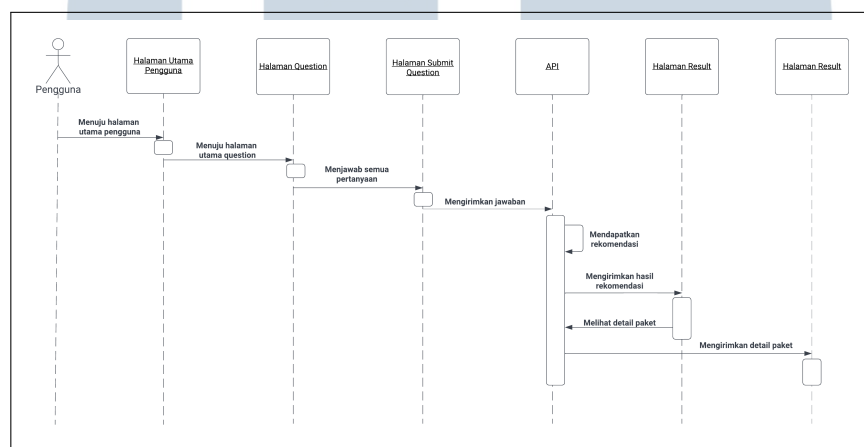 Halaman Utama
Pengguna
Halaman Question
Halaman Submit
Question
API
Halaman Result
Halaman Result
Pengguna
Menuju halaman
utama pengguna
Menuju halaman
utama question
Menjawab semua
pertanyaan
Mengirimkan jawaban
Mendapatkan
rekomendasi
Mengirimkan hasil
rekomendasi
Melihat detail paket
Mengirimkan detail paket